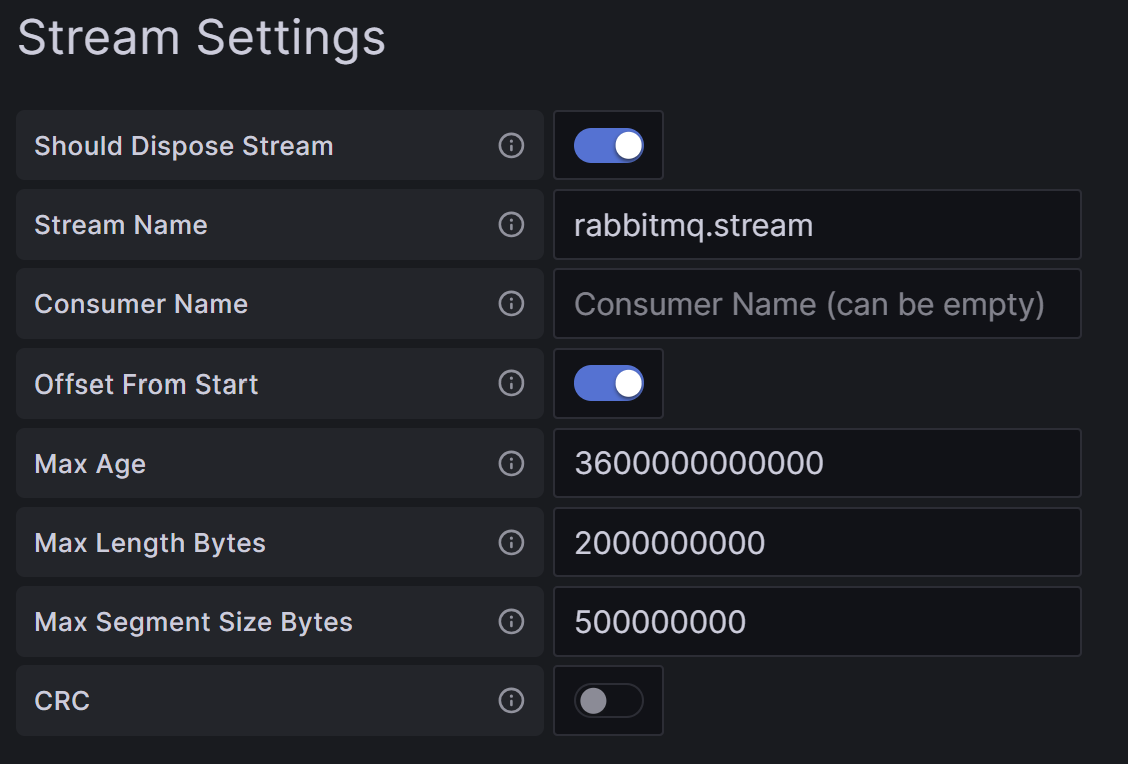 Stream Settings
Should Dispose Stream
Stream Name rabbitmq.stream
Consumer Name Consumer Name (can be empty)
Offset From Start
Max Age 3600000000000
Max Length Bytes 2000000000
Max Segment Size Bytes 500000000
CRC